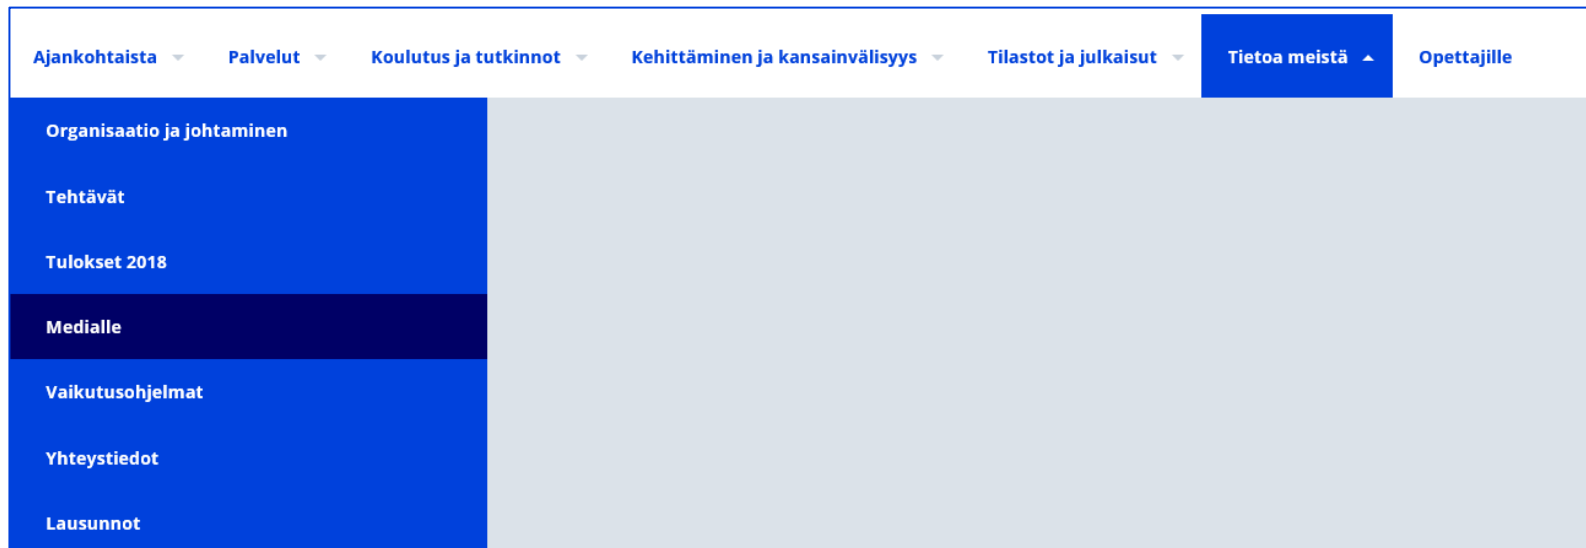 Ajankohtaista Palvelut Koulutus ja tutkinnot Kehittäminen ja kansainvälisyys Tilastot ja julkaisut Tietoa meistä Opettajille
Organisaatio ja johtaminen
Tehtävät
Tulokset 2018
Medialle
Vaikutusohjelmat
Yhteystiedot
Lausunnot